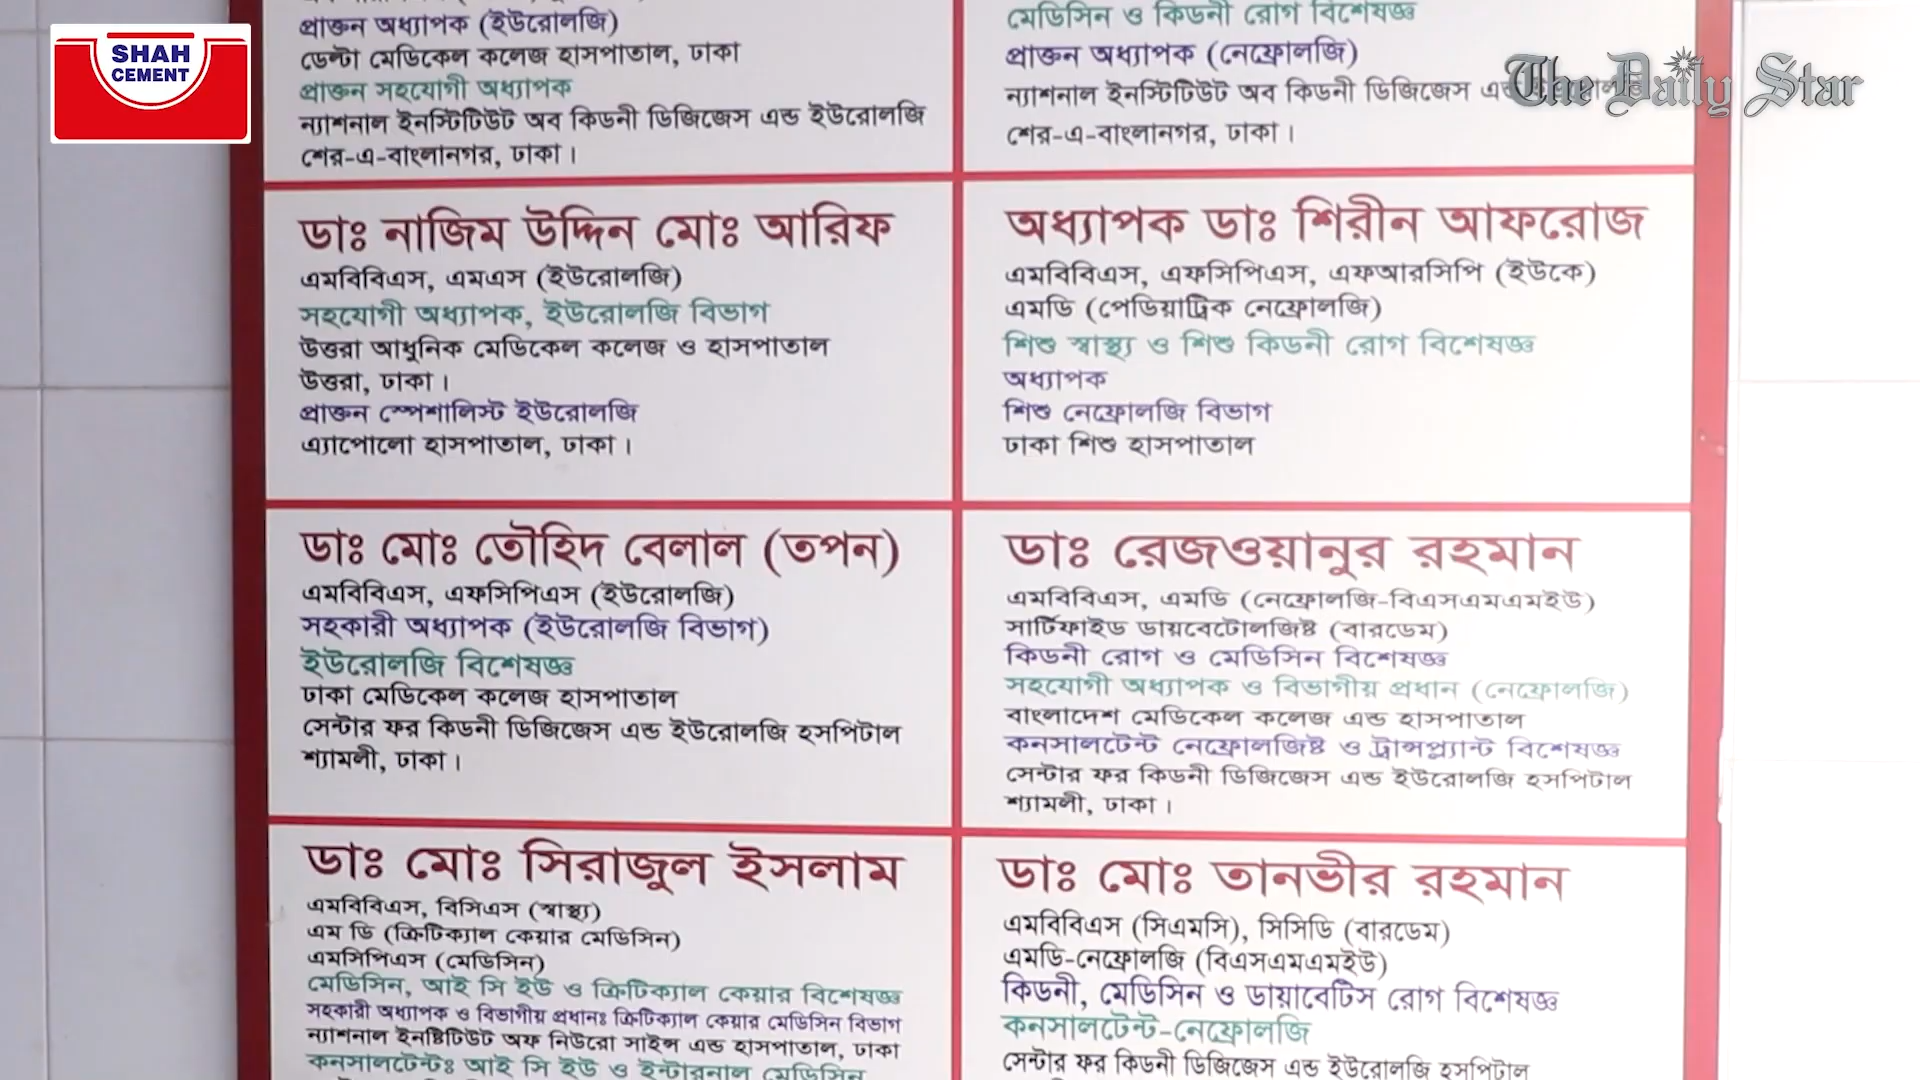 SHAH
CEMENT
The Daily Star
প্রাক্তন অধ্যাপক (ইউরোলজি)
ডেল্টা মেডিকেল কলেজ হাসপাতাল, ঢাকা
প্রাক্তন সহযোগী অধ্যাপক
ন্যাশনাল ইনস্টিটিউট অব কিডনী ডিজিজেস এন্ড ইউরোলজি
শের-এ-বাংলানগর, ঢাকা।
মেডিসিন ও কিডনী রোগ বিশেষজ্ঞ
প্রাক্তন অধ্যাপক (নেফ্রোলজি)
ন্যাশনাল ইনস্টিটিউট অব কিডনী ডিজিজেস
শের-এ-বাংলানগর, ঢাকা।
ডাঃ নাজিম উদ্দিন মোঃ আরিফ
এমবিবিএস, এমএস (ইউরোলজি)
সহযোগী অধ্যাপক, ইউরোলজি বিভাগ
উত্তরা আধুনিক মেডিকেল কলেজ ও হাসপাতাল
উত্তরা, ঢাকা।
প্রাক্তন স্পেশালিস্ট ইউরোলজি
এ্যাপোলো হাসপাতাল, ঢাকা।
অধ্যাপক ডাঃ শিরীন আফরোজ
এমবিবিএস, এফসিপিএস, এফআরসিপি (ইউকে)
এমডি (পেডিয়াট্রিক নেফ্রোলজি)
শিশু স্বাস্থ্য ও শিশু কিডনী রোগ বিশেষজ্ঞ
অধ্যাপক
শিশু নেফ্রোলজি বিভাগ
ঢাকা শিশু হাসপাতাল
ডাঃ মোঃ তৌহিদ বেলাল (তপন)
এমবিবিএস, এফসিপিএস (ইউরোলজি)
সহকারী অধ্যাপক (ইউরোলজি বিভাগ)
ইউরোলজি বিশেষজ্ঞ
ঢাকা মেডিকেল কলেজ হাসপাতাল
সেন্টার ফর কিডনী ডিজিজেস এন্ড ইউরোলজি হসপিটাল
শ্যামলী, ঢাকা।
ডাঃ রেজওয়ানুর রহমান
এমবিবিএস, এমডি (নেফ্রোলজি-বিএসএমএমইউ)
সার্টিফাইড ডায়বেটোলজিষ্ট (বারডেম)
কিডনী রোগ ও মেডিসিন বিশেষজ্ঞ
সহযোগী অধ্যাপক ও বিভাগীয় প্রধান (নেফ্রোলজি)
বাংলাদেশ মেডিকেল কলেজ এন্ড হাসপাতাল
কনসালটেন্ট নেফ্রোলজিষ্ট ও ট্রান্সপ্ল্যান্ট বিশেষজ্ঞ
সেন্টার ফর কিডনী ডিজিজেস এন্ড ইউরোলজি হসপিটাল
শ্যামলী, ঢাকা।
ডাঃ মোঃ সিরাজুল ইসলাম
এমবিবিএস, বিসিএস (স্বাস্থ্য)
এম ডি (ক্রিটিক্যাল কেয়ার মেডিসিন)
এমসিপিএস (মেডিসিন)
মেডিসিন, আই সি ইউ ও ক্রিটিক্যাল কেয়ার বিশেষজ্ঞ
সহকারী অধ্যাপক ও বিভাগীয় প্রধানঃ ক্রিটিক্যাল কেয়ার মেডিসিন বিভাগ
ন্যাশনাল ইনষ্টিটিউট অফ নিউরো সাইন্স এন্ড হাসপাতাল, ঢাকা
কনসালটেন্টঃ আই সি ইউ ও ইন্টারনাল মেডিসিন
ডাঃ মোঃ তানভীর রহমান
এমবিবিএস (সিএমসি), সিসিডি (বারডেম)
এমডি-নেফ্রোলজি (বিএসএমএমইউ)
কিডনী, মেডিসিন ও ডায়াবেটিস রোগ বিশেষজ্ঞ
কনসালটেন্ট-নেফ্রোলজি
সেন্টার ফর কিডনী ডিজিজেস এন্ড ইউরোলজি হসপিটাল